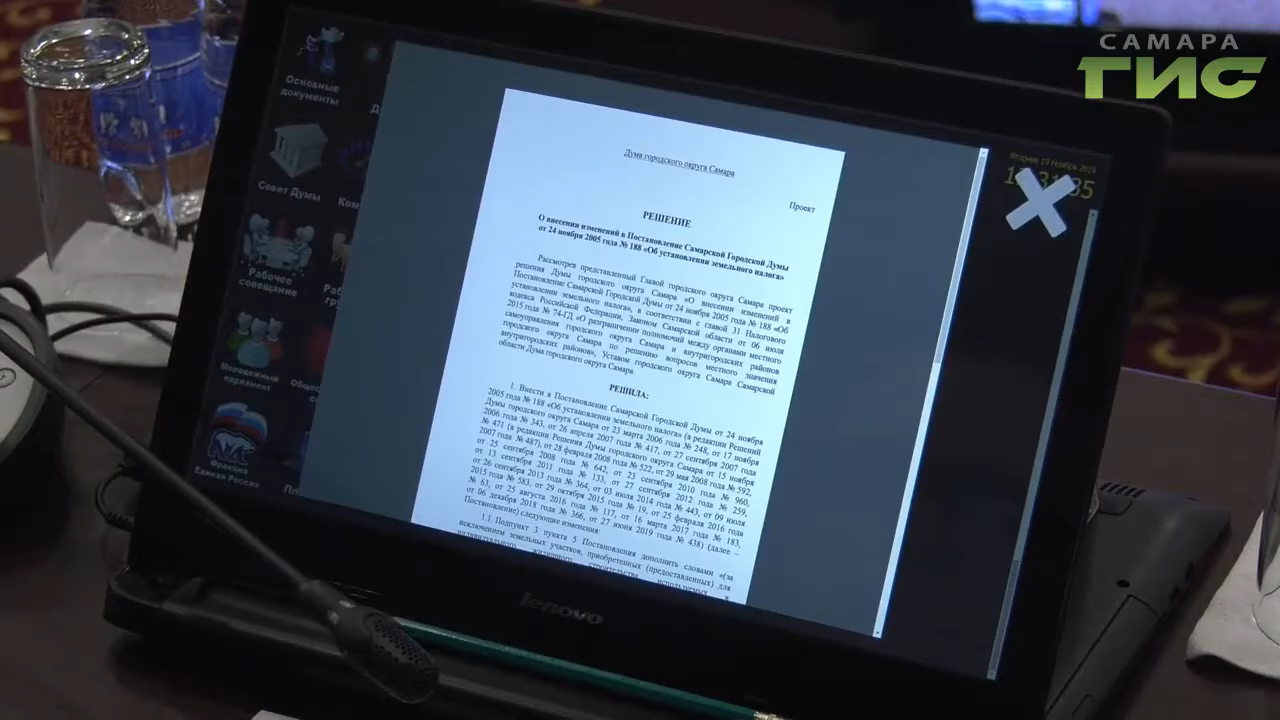 САМАРА
ГИС
Основные
документы
Совет Думы
Рабочее
совещание
Молодежный
парламент
Фракция
Единая Россия
Вторник 19 Ноября 2019
Дума городского округа Самара
Проект
РЕШЕНИЕ
О внесении изменений в Постановление Самарской Городской Думы
от 24 ноября 2005 года № 188 «Об установлении земельного налога»
Рассмотрев представленный Главой городского округа Самара проект
решения Думы городского округа Самара «О внесении изменений в
Постановление Самарской Городской Думы от 24 ноября 2005 года № 188 «Об
установлении земельного налога», в соответствии с главой 31 Налогового
кодекса Российской Федерации, Законом Самарской области от 06 июля
2015 года № 74-ГД «О разграничении полномочий между органами местного
самоуправления городского округа Самара и внутригородских районов
городского округа Самара по решению вопросов местного значения
внутригородских районов», Уставом городского округа Самара Самарской
области Дума городского округа Самара
РЕШИЛА:
1. Внести в Постановление Самарской Городской Думы от 24 ноября
2005 года № 188 «Об установлении земельного налога» (в редакции Решений
Думы городского округа Самара от 23 марта 2006 года № 248, от 17 ноября
2006 года № 343, от 26 апреля 2007 года № 417, от 27 сентября 2007 года
№ 471 (в редакции Решения Думы городского округа Самара от 15 ноября
2007 года № 487), от 28 февраля 2008 года № 522, от 29 мая 2008 года № 592,
от 25 сентября 2008 года № 642, от 23 сентября 2010 года № 960,
от 13 сентября 2011 года № 133, от 27 сентября 2012 года № 259,
от 26 сентября 2013 года № 364, от 03 июля 2014 года № 443, от 09 июля
2015 года № 583, от 29 октября 2015 года № 19, от 25 февраля 2016 года
№ 63, от 25 августа 2016 года № 117, от 16 марта 2017 года № 183,
от 06 декабря 2018 года № 366, от 27 июня 2019 года № 438) (далее –
Постановление) следующие изменения:
1.1. Подпункт 3 пункта 5 Постановления дополнить словами «(за
исключением земельных участков, приобретенных (предоставленных) для
индивидуального жилищного строительства, используемых в
lenovo